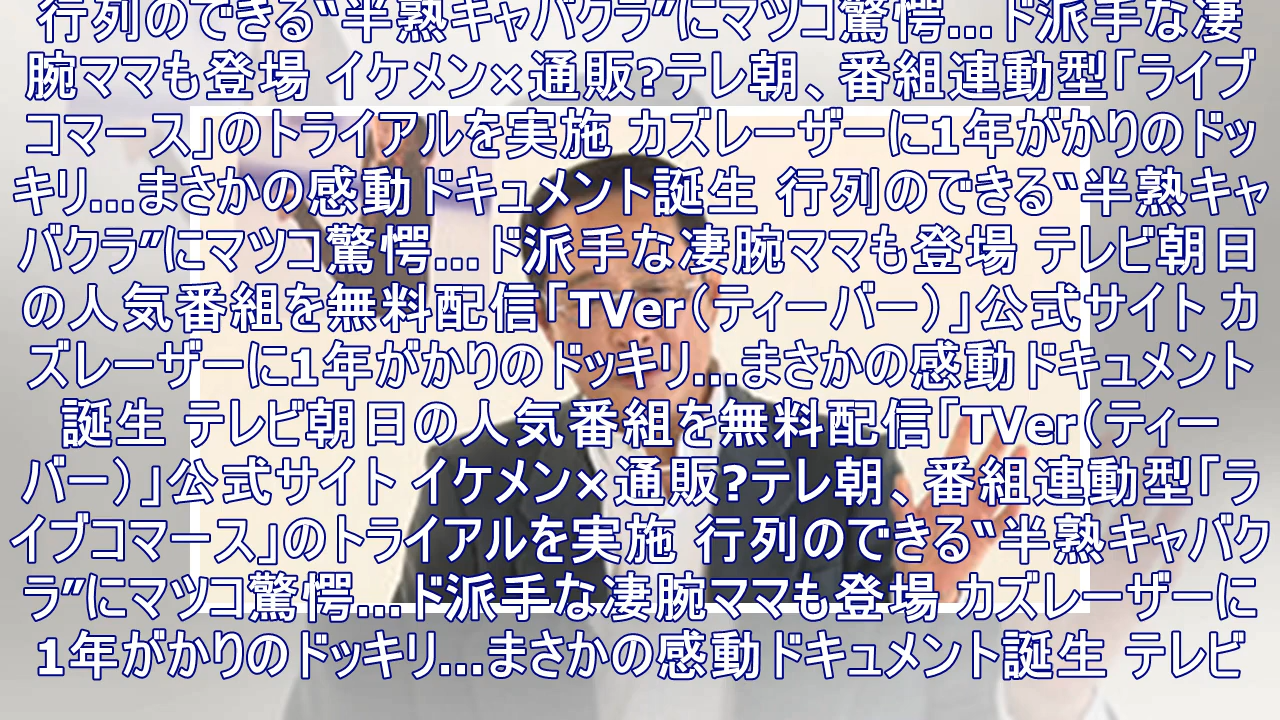 行列のできる“半熟キャバクラ”にマツコ驚愕…ド派手な凄
腕ママも登場 イケメン×通販?テレ朝、番組連動型「ライブ
コマース」のトライアルを実施 カズレーザーに1年がかりのドッ
キリ…まさかの感動ドキュメント誕生 行列のできる“半熟キャ
バクラ”にマツコ驚愕…ド派手な凄腕ママも登場 テレビ朝日
の人気番組を無料配信「TVer（ティーバー）」公式サイト カ
ズレーザーに1年がかりのドッキリ…まさかの感動ドキュメント
誕生 テレビ朝日の人気番組を無料配信「TVer（ティー
バー）」公式サイト イケメン×通販?テレ朝、番組連動型「ラ
イブコマース」のトライアルを実施 行列のできる“半熟キャバク
ラ”にマツコ驚愕…ド派手な凄腕ママも登場 カズレーザーに
1年がかりのドッキリ…まさかの感動ドキュメント誕生 テレビ